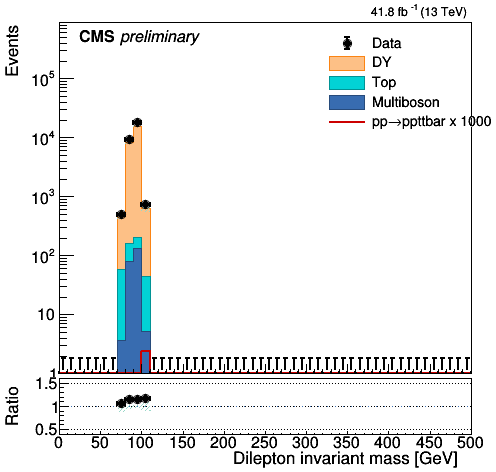 41.8 fb⁻¹ (13 TeV)
CMS preliminary
Events
Data
DY
Top
Multiboson
pp→ppttbar x 1000
10⁵
10⁴
10³
10²
10
1
Ratio
1.5
1
0.5
0 50 100 150 200 250 300 350 400 450 500
Dilepton invariant mass [GeV]